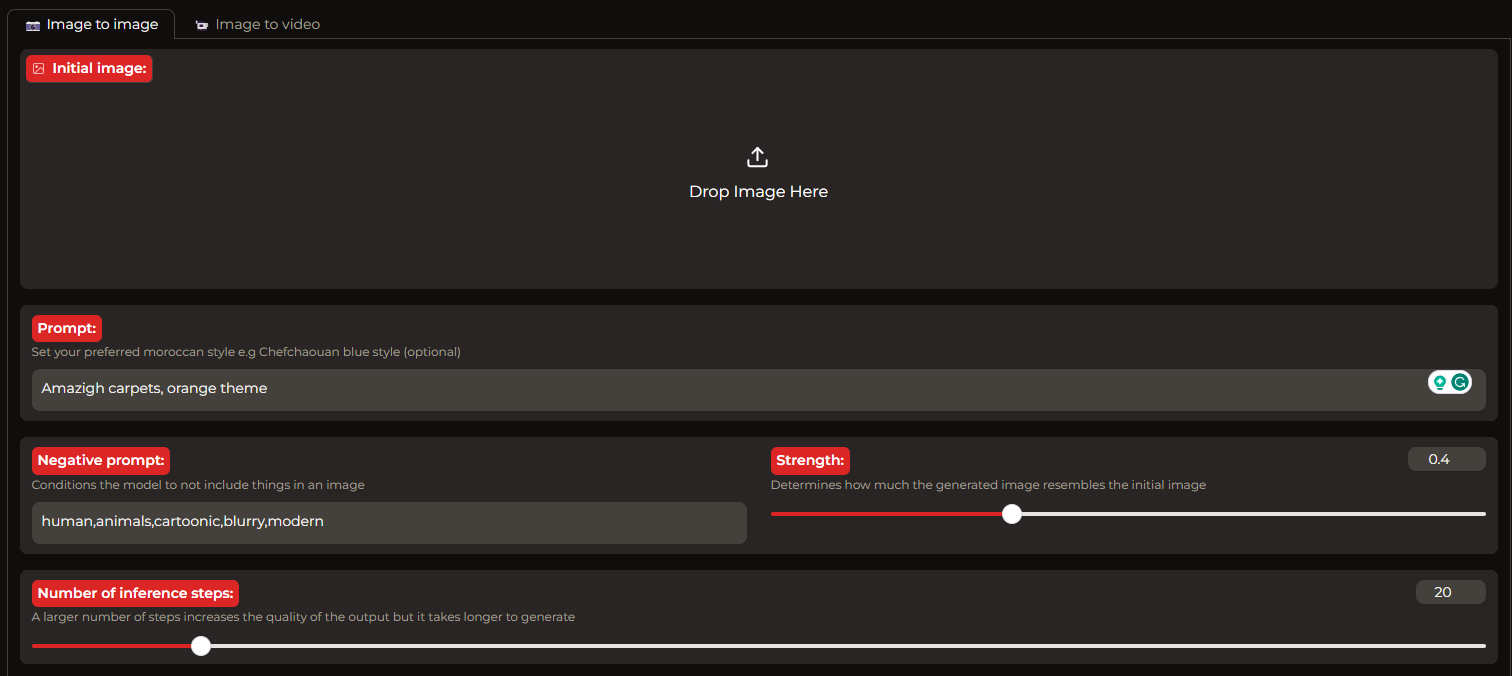 Image to image
Image to video
Initial image:
Drop Image Here
Prompt:
Set your preferred moroccan style e.g Chefchaouan blue style (optional)
Amazigh carpets, orange theme
Negative prompt:
Conditions the model to not include things in an image
human,animals,cartoonic,blurry,modern
Strength:
0.4
Determines how much the generated image resembles the initial image
Number of inference steps:
20
A larger number of steps increases the quality of the output but it takes longer to generate